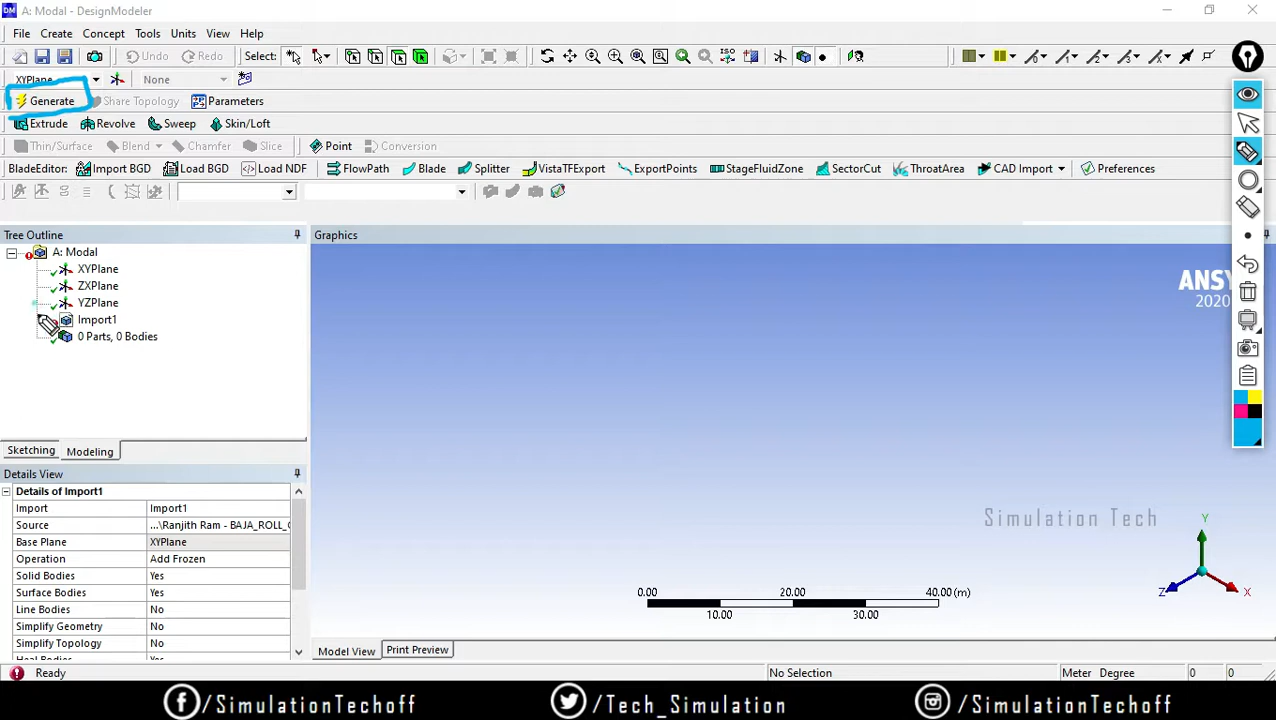 A: Modal - DesignModeler
File Create Concept Tools Units View Help
Undo Redo Select:
XYPlane None
Generate Share Topology Parameters
Extrude Revolve Sweep Skin/Loft
Thin/Surface Blend Chamfer Slice Point Conversion
BladeEditor: Import BGD Load BGD Load NDF FlowPath Blade Splitter VistaTFExport ExportPoints StageFluidZone SectorCut ThroatArea CAD Import Preferences
Tree Outline
A: Modal
XYPlane
ZXPlane
YZPlane
Import1
0 Parts, 0 Bodies
Sketching Modeling
Details View
Details of Import1
Import Import1
Source ...\Ranjith Ram - BAJA_ROLL_
Base Plane XYPlane
Operation Add Frozen
Solid Bodies Yes
Surface Bodies Yes
Line Bodies No
Simplify Geometry No
Simplify Topology No
Heal Bodies Yes
Graphics
ANSY
2020
Simulation Tech
Y
Z
X
0.00 20.00 40.00 (m)
10.00 30.00
Model View Print Preview
Ready No Selection Meter Degree 0 0
/SimulationTechoff /Tech_Simulation /SimulationTechoff